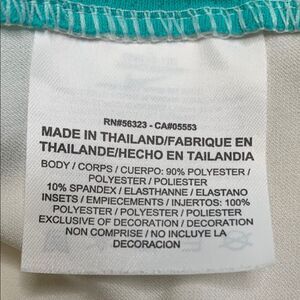 RN#56323 - CA#05553
MADE IN THAILAND/FABRIQUE EN
THAILANDE/HECHO EN TAILANDIA
BODY / CORPS / CUERPO: 90% POLYESTER /
POLYESTER / POLIESTER
10% SPANDEX / ELASTHANNE / ELASTANO
INSETS / EMPIECEMENTS / INJERTOS: 100%
POLYESTER / POLYESTER / POLIESTER
EXCLUSIVE OF DECORATION / DECORATION
NON COMPRISE / NO INCLUYE LA
DECORACION